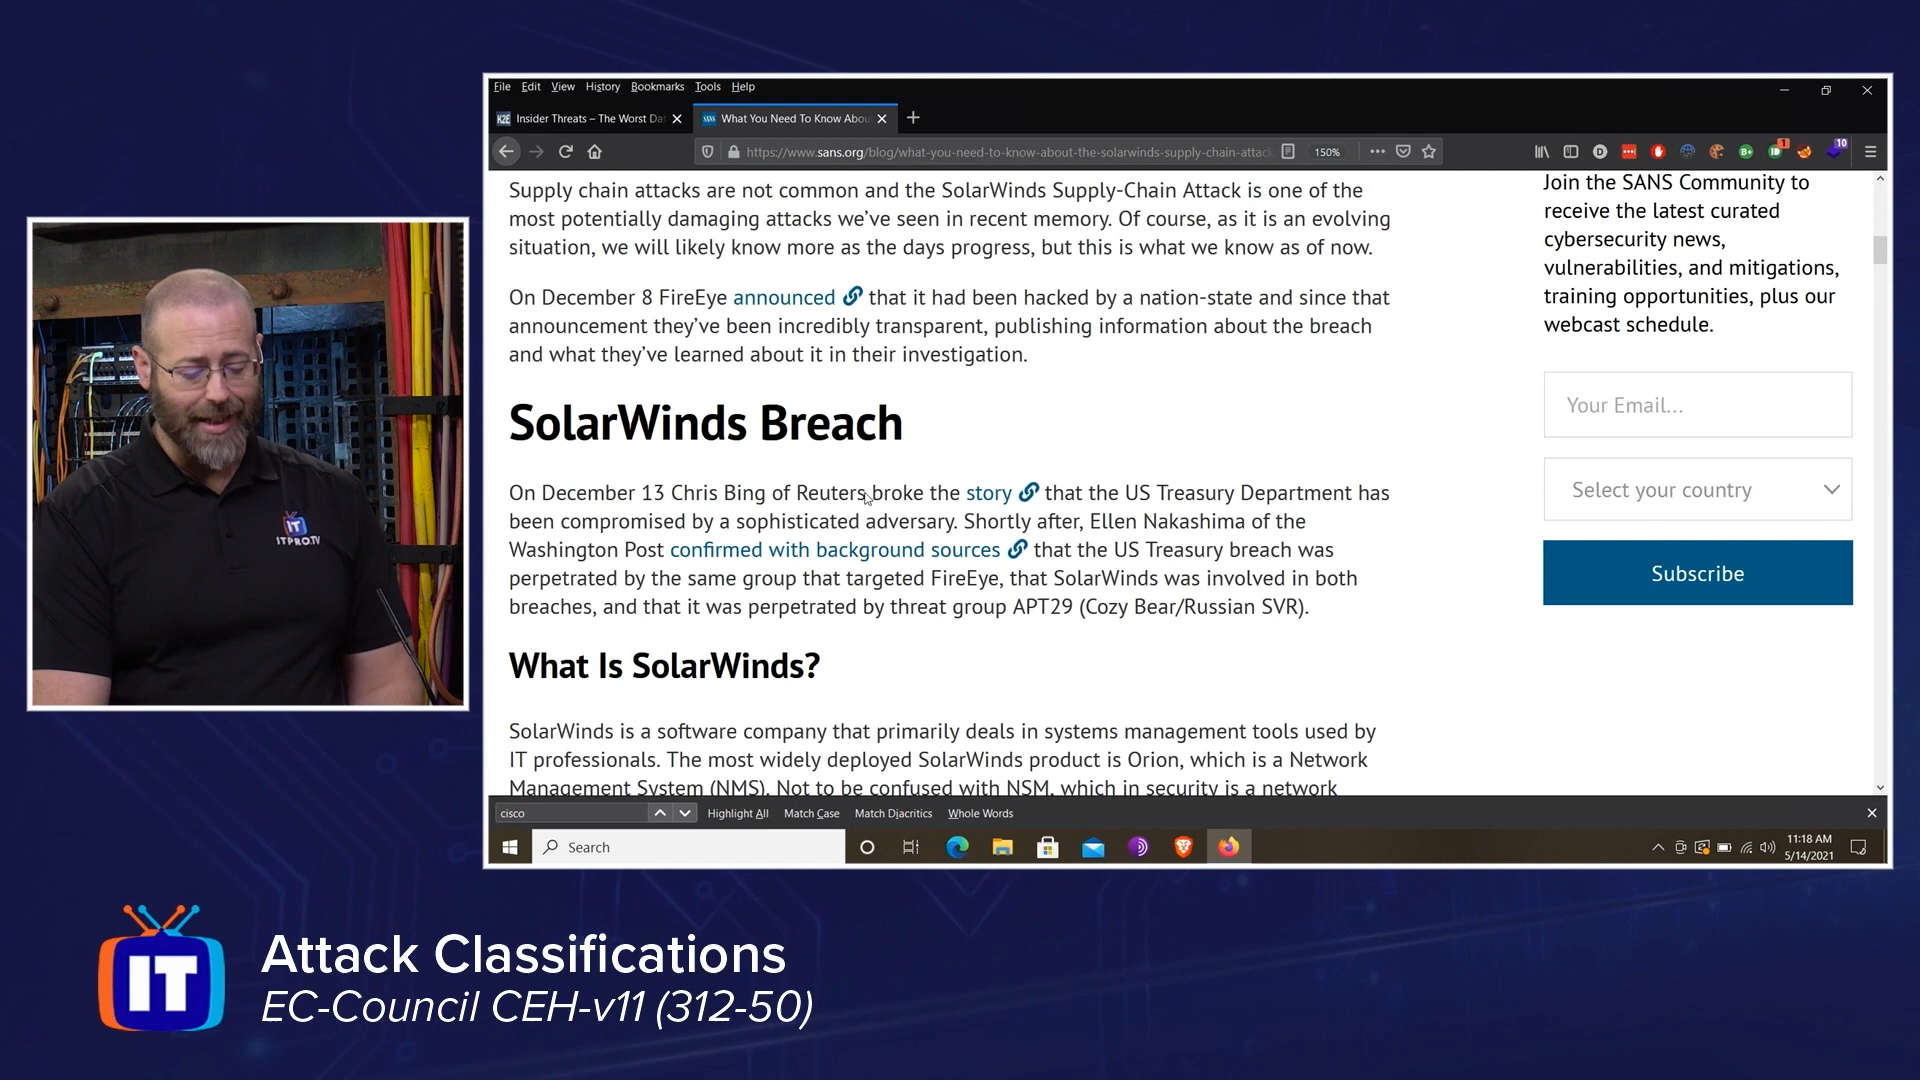 File Edit View History Bookmarks Tools Help
K2E Insider Threats – The Worst Da
SANS What You Need To Know Abou
https://www.sans.org/blog/what-you-need-to-know-about-the-solarwinds-supply-chain-attack
150%
1
10
Supply chain attacks are not common and the SolarWinds Supply-Chain Attack is one of the
most potentially damaging attacks we've seen in recent memory. Of course, as it is an evolving
situation, we will likely know more as the days progress, but this is what we know as of now.
On December 8 FireEye announced that it had been hacked by a nation-state and since that
announcement they've been incredibly transparent, publishing information about the breach
and what they've learned about it in their investigation.
SolarWinds Breach
On December 13 Chris Bing of Reuters broke the story that the US Treasury Department has
been compromised by a sophisticated adversary. Shortly after, Ellen Nakashima of the
Washington Post confirmed with background sources that the US Treasury breach was
perpetrated by the same group that targeted FireEye, that SolarWinds was involved in both
breaches, and that it was perpetrated by threat group APT29 (Cozy Bear/Russian SVR).
What Is SolarWinds?
SolarWinds is a software company that primarily deals in systems management tools used by
IT professionals. The most widely deployed SolarWinds product is Orion, which is a Network
Management System (NMS). Not to be confused with NSM, which in security is a network
Join the SANS Community to
receive the latest curated
cybersecurity news,
vulnerabilities, and mitigations,
training opportunities, plus our
webcast schedule.
Your Email...
Select your country
Subscribe
cisco
Highlight All Match Case Match Diacritics Whole Words
Search
11:18 AM
5/14/2021
IT
ITPRO.TV
IT
Attack Classifications
EC-Council CEH-v11 (312-50)